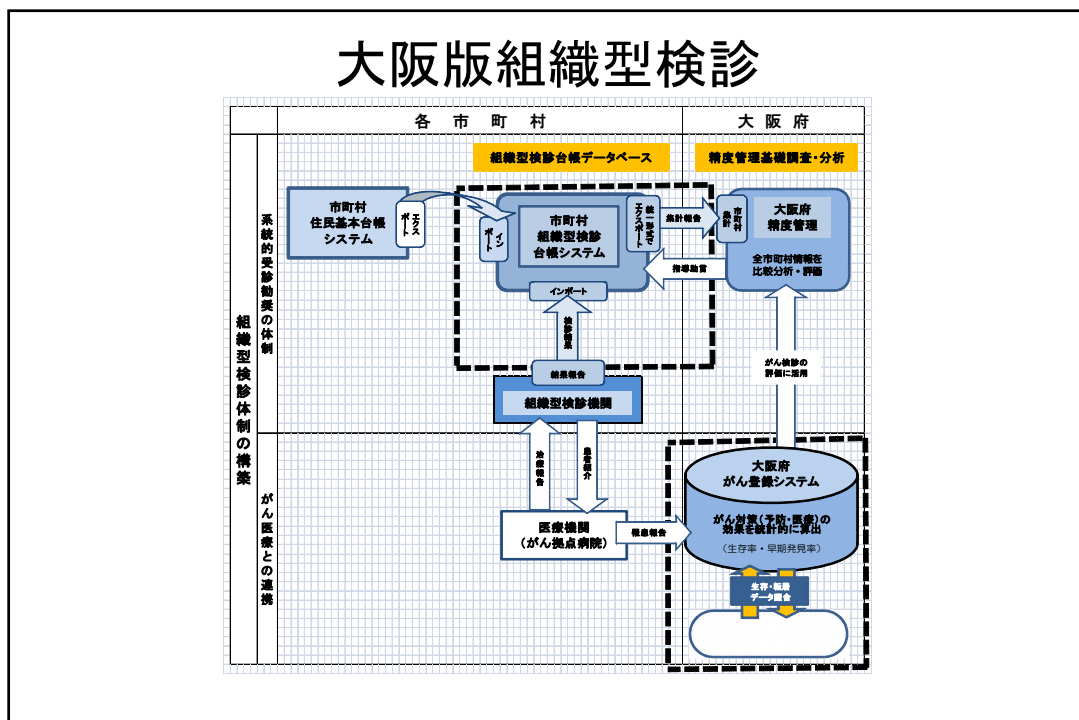 大阪版組織型検診
各市町村
大阪府
組織型検診台帳データベース
精度管理基礎調査・分析
組織型検診体制の構築
系統的受診勧奨の体制
市町村
住民基本台帳
システム
エクス
ポート
イン
ポート
市町村
組織型検診
台帳システム
統一形式で
エクスポート
集計報告
市町村
集計
大阪府
精度管理
全市町村情報を
比較分析・評価
指導助言
インポート
検診結果
結果報告
組織型検診機関
がん検診の
評価に活用
がん医療との連携
治療報告
患者紹介
医療機関
(がん拠点病院)
罹患報告
大阪府
がん登録システム
がん対策(予防・医療)の
効果を統計的に算出
(生存率・早期発見率)
生存・転居
データ照合